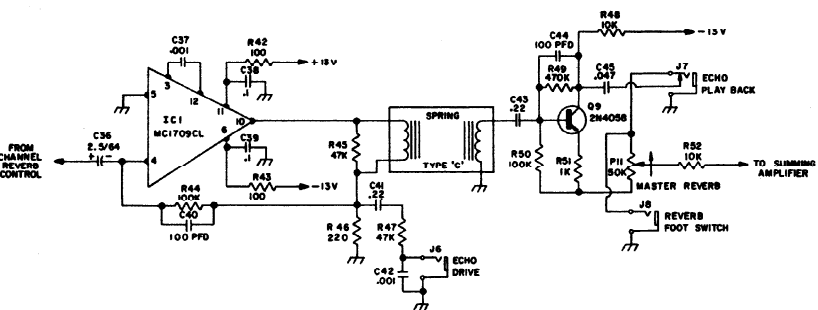 C37
.001
3
12
5
IC1
MC1709CL
11
10
6
4
R42
100
+13V
C38
.1
C39
.1
R43
100
-13V
FROM
CHANNEL
REVERB
CONTROL
C36
2.5/64
+
-
R44
100K
C40
100 PFD
R45
47K
R46
220
C41
.22
R47
47K
C42
.001
J6
ECHO
DRIVE
SPRING
TYPE "C"
C43
.22
C44
100 PFD
R49
470K
R48
10K
-13V
C45
.047
J7
ECHO
PLAY BACK
Q9
2N4058
R50
100K
R51
1K
P11
50K
R52
10K
MASTER REVERB
TO SUMMING
AMPLIFIER
J8
REVERB
FOOT SWITCH